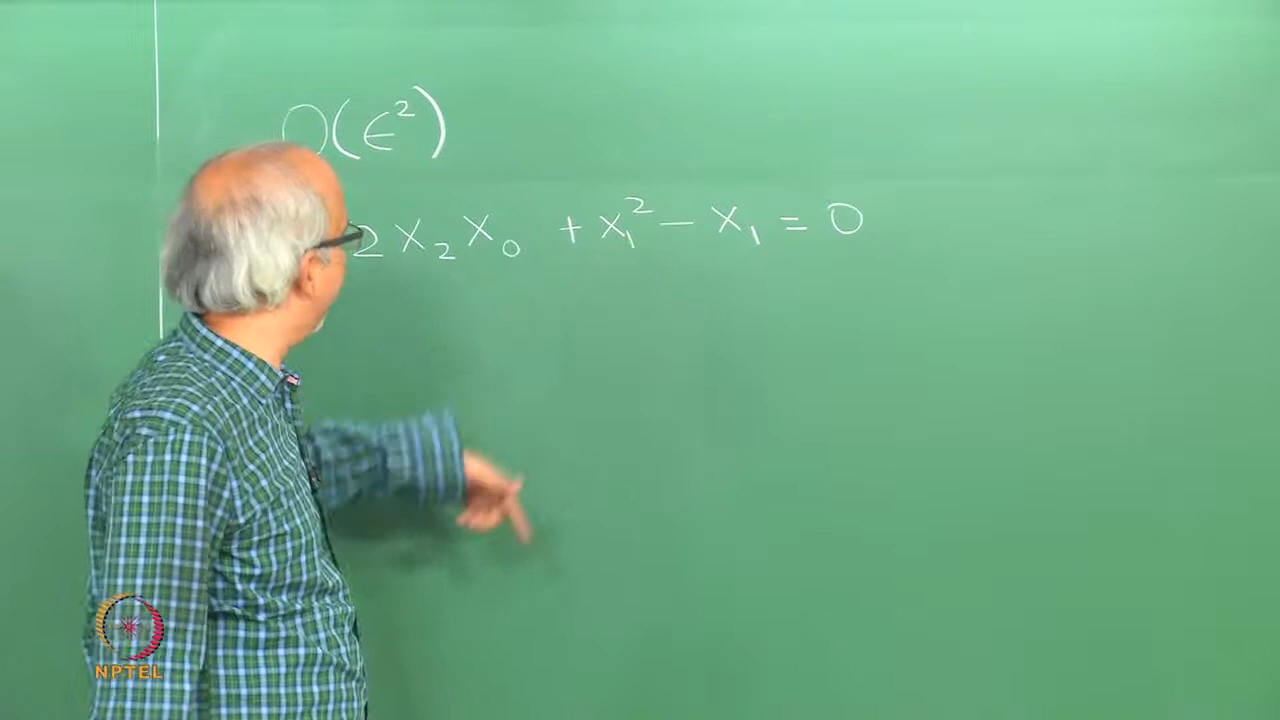 O(ϵ²)
2 x₂ x₀ + x₁² − x₁ = 0
NPTEL